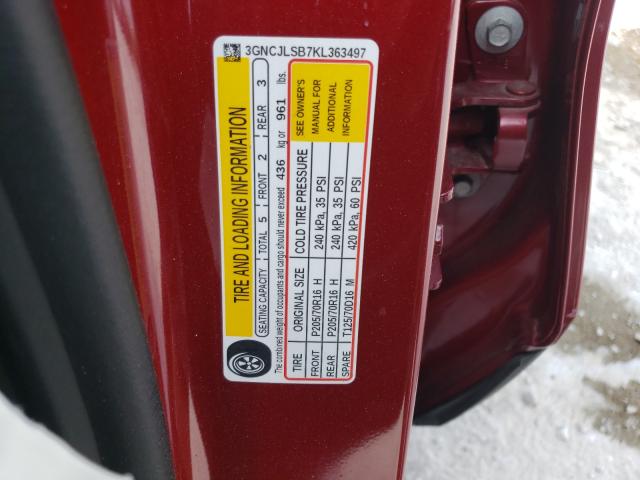 3GNCJLSB7KL363497
TIRE AND LOADING INFORMATION
SEATING CAPACITY TOTAL 5 FRONT 2 REAR 3
The combined weight of occupants and cargo should never exceed 436 kg or 961 lbs.
TIRE ORIGINAL SIZE COLD TIRE PRESSURE SEE OWNER'S
FRONT P205/70R16 H 240 kPa, 35 PSI MANUAL FOR
REAR P205/70R16 H 240 kPa, 35 PSI ADDITIONAL
SPARE T125/70D16 M 420 kPa, 60 PSI INFORMATION